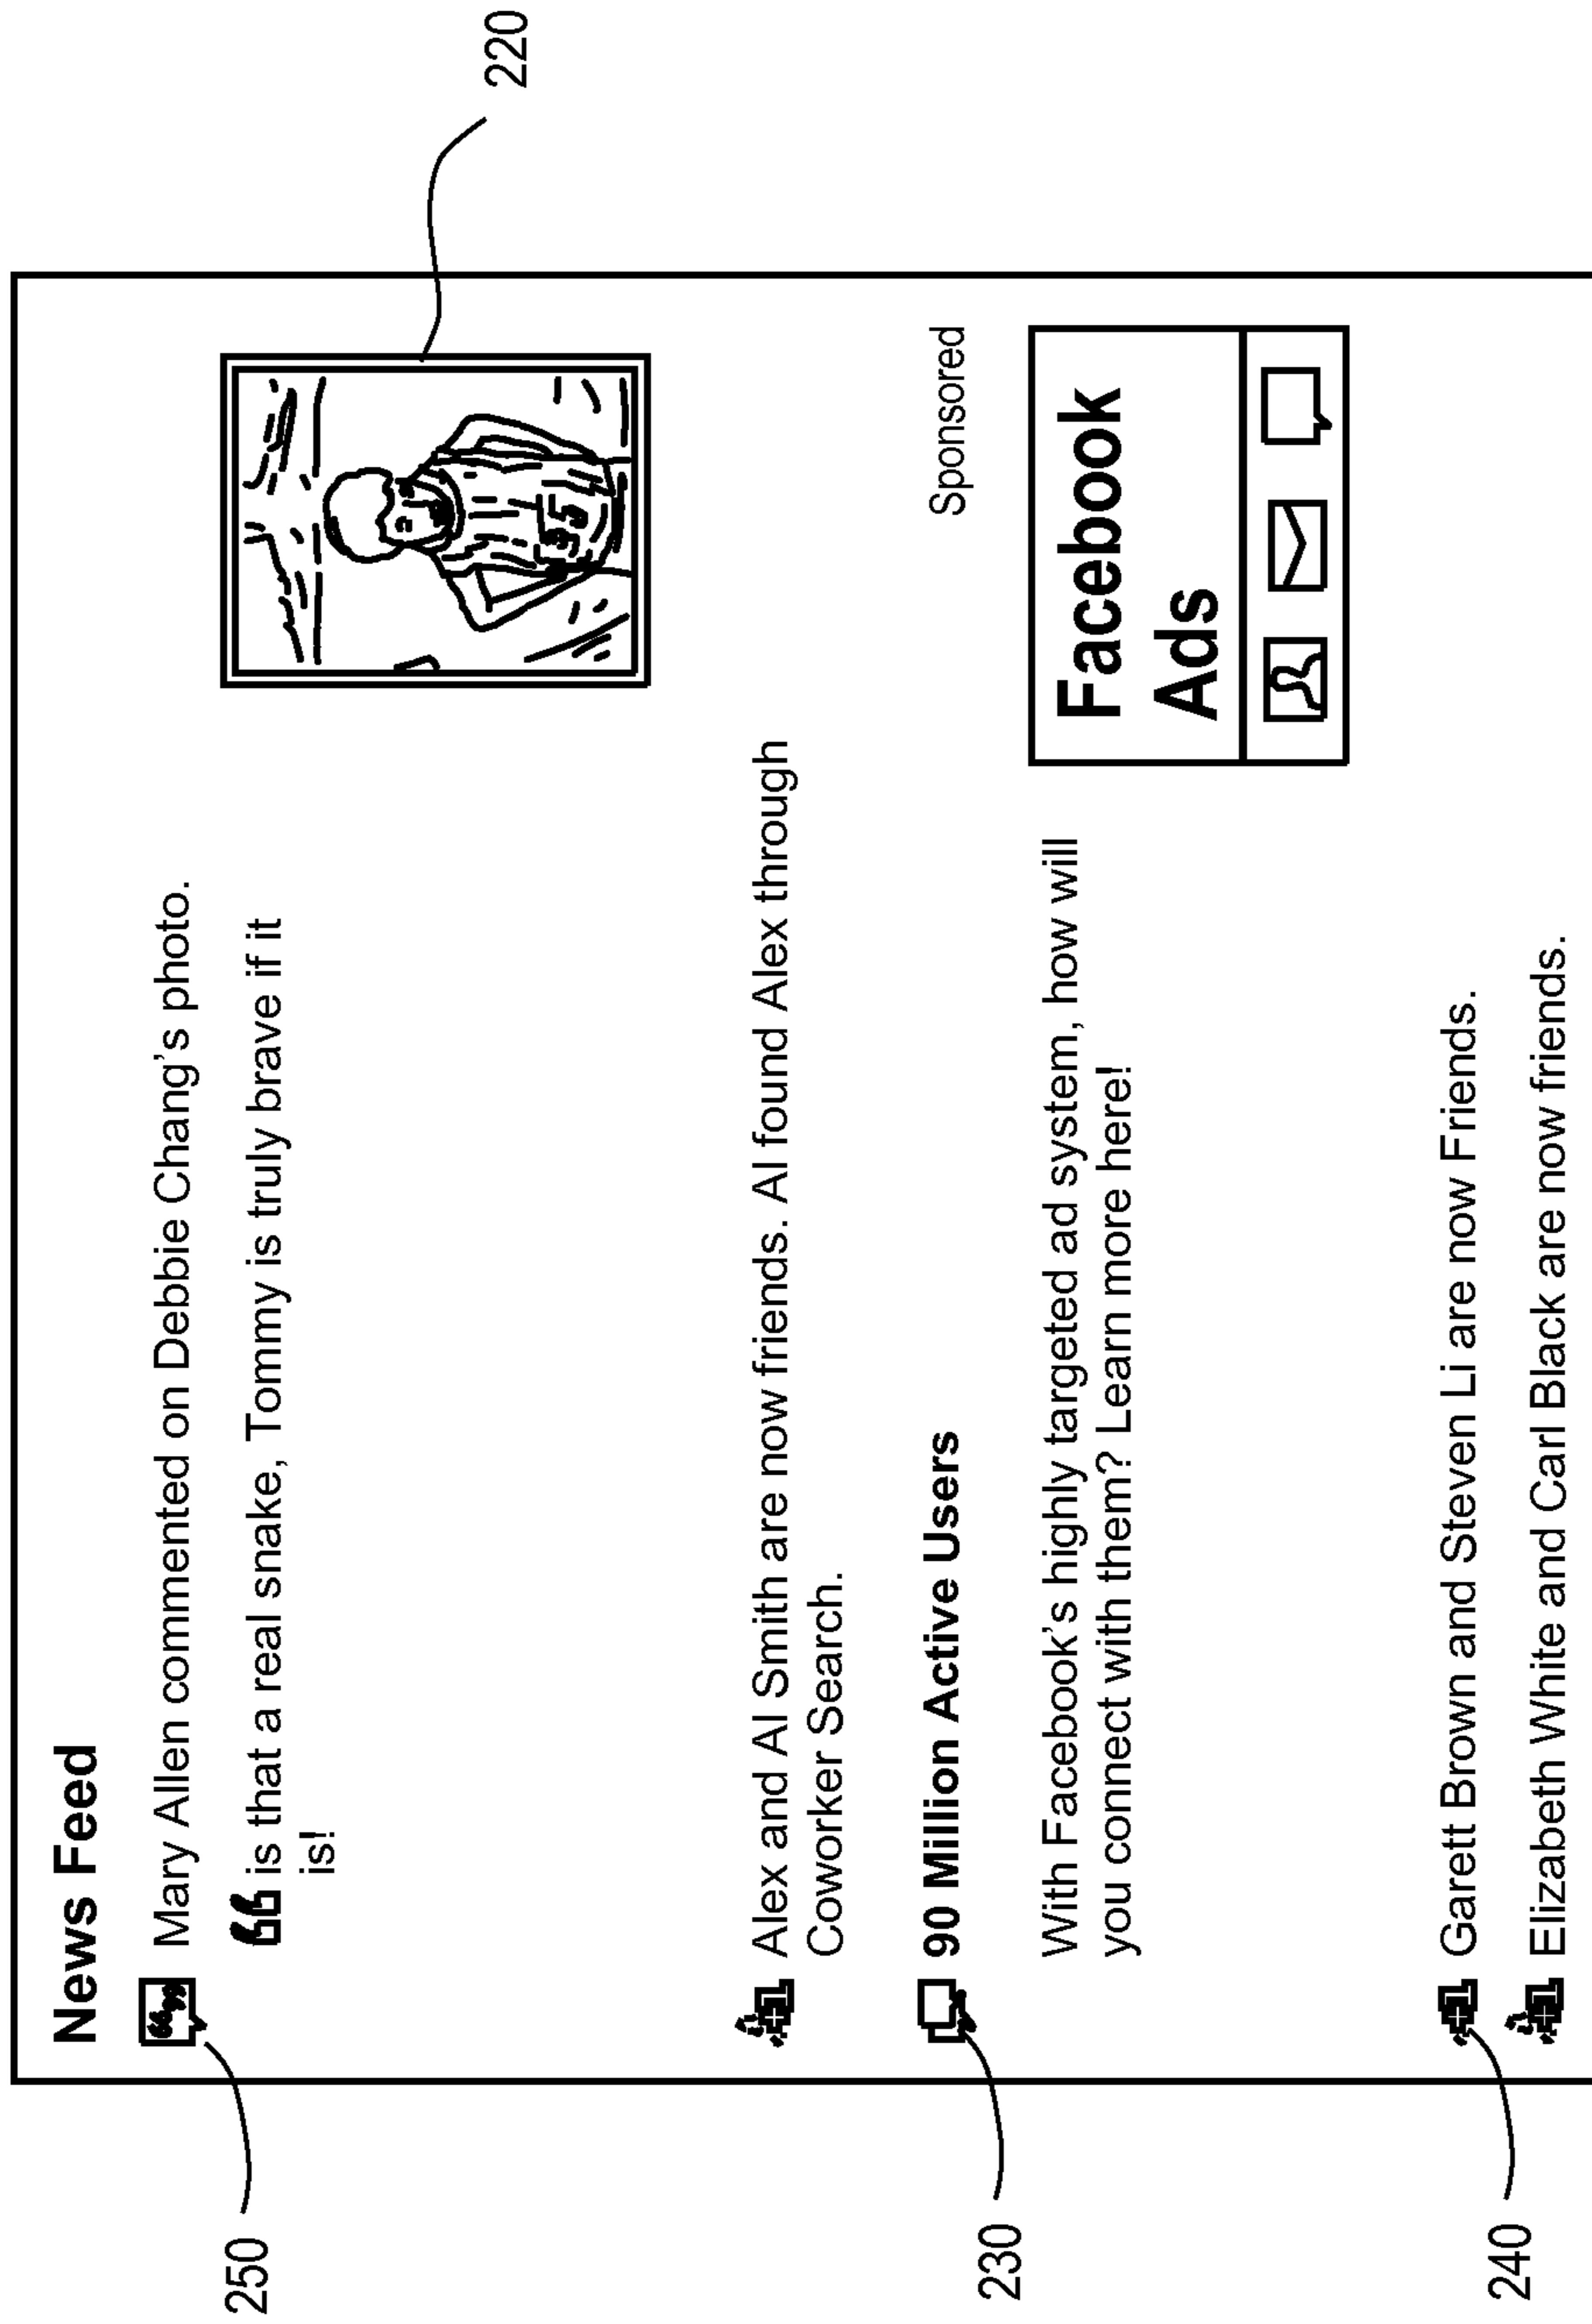 News Feed
Mary Allen commented on Debbie Chang's photo.
is that a real snake, Tommy is truly brave if it
is!
220
250
Alex and Al Smith are now friends. Al found Alex through
Coworker Search.
90 Million Active Users
Sponsored
With Facebook's highly targeted ad system, how will
you connect with them? Learn more here!
Facebook
Ads
230
Garett Brown and Steven Li are now Friends.
Elizabeth White and Carl Black are now friends.
240